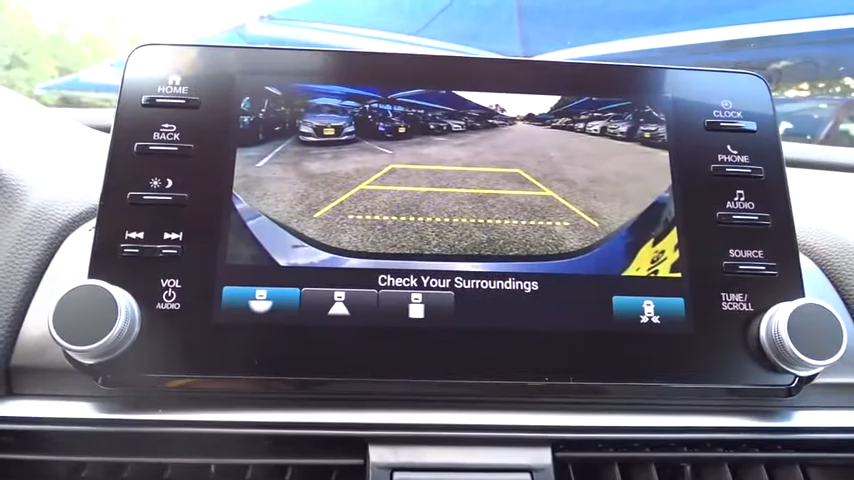 HOME
CLOCK
BACK
PHONE
AUDIO
SOURCE
Check Your Surroundings
VOL
AUDIO
TUNE/
SCROLL